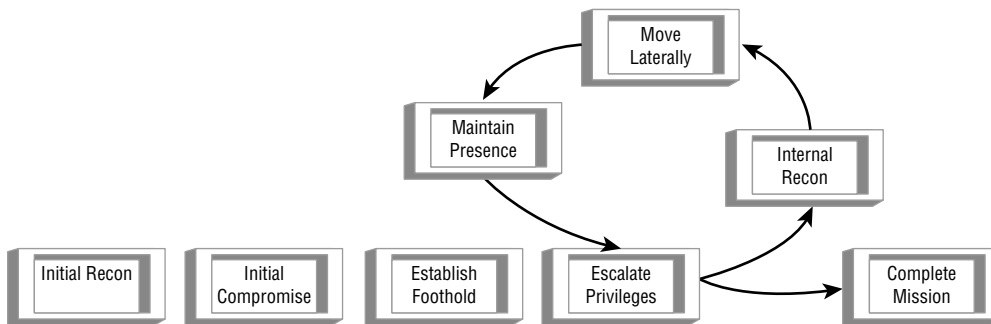 Move
Laterally
Maintain
Presence
Internal
Recon
Initial Recon
Initial
Compromise
Establish
Foothold
Escalate
Privileges
Complete
Mission